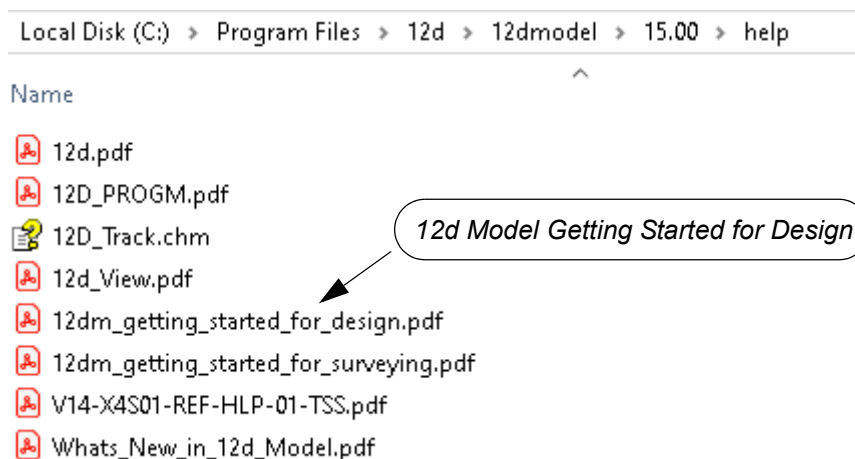 Local Disk (C:) > Program Files > 12d > 12dmodel > 15.00 > help
Name
12d.pdf
12D_PROGM.pdf
12D_Track.chm
12d Model Getting Started for Design
12d_View.pdf
12dm_getting_started_for_design.pdf
12dm_getting_started_for_surveying.pdf
V14-X4S01-REF-HLP-01-TSS.pdf
Whats_New_in_12d_Model.pdf